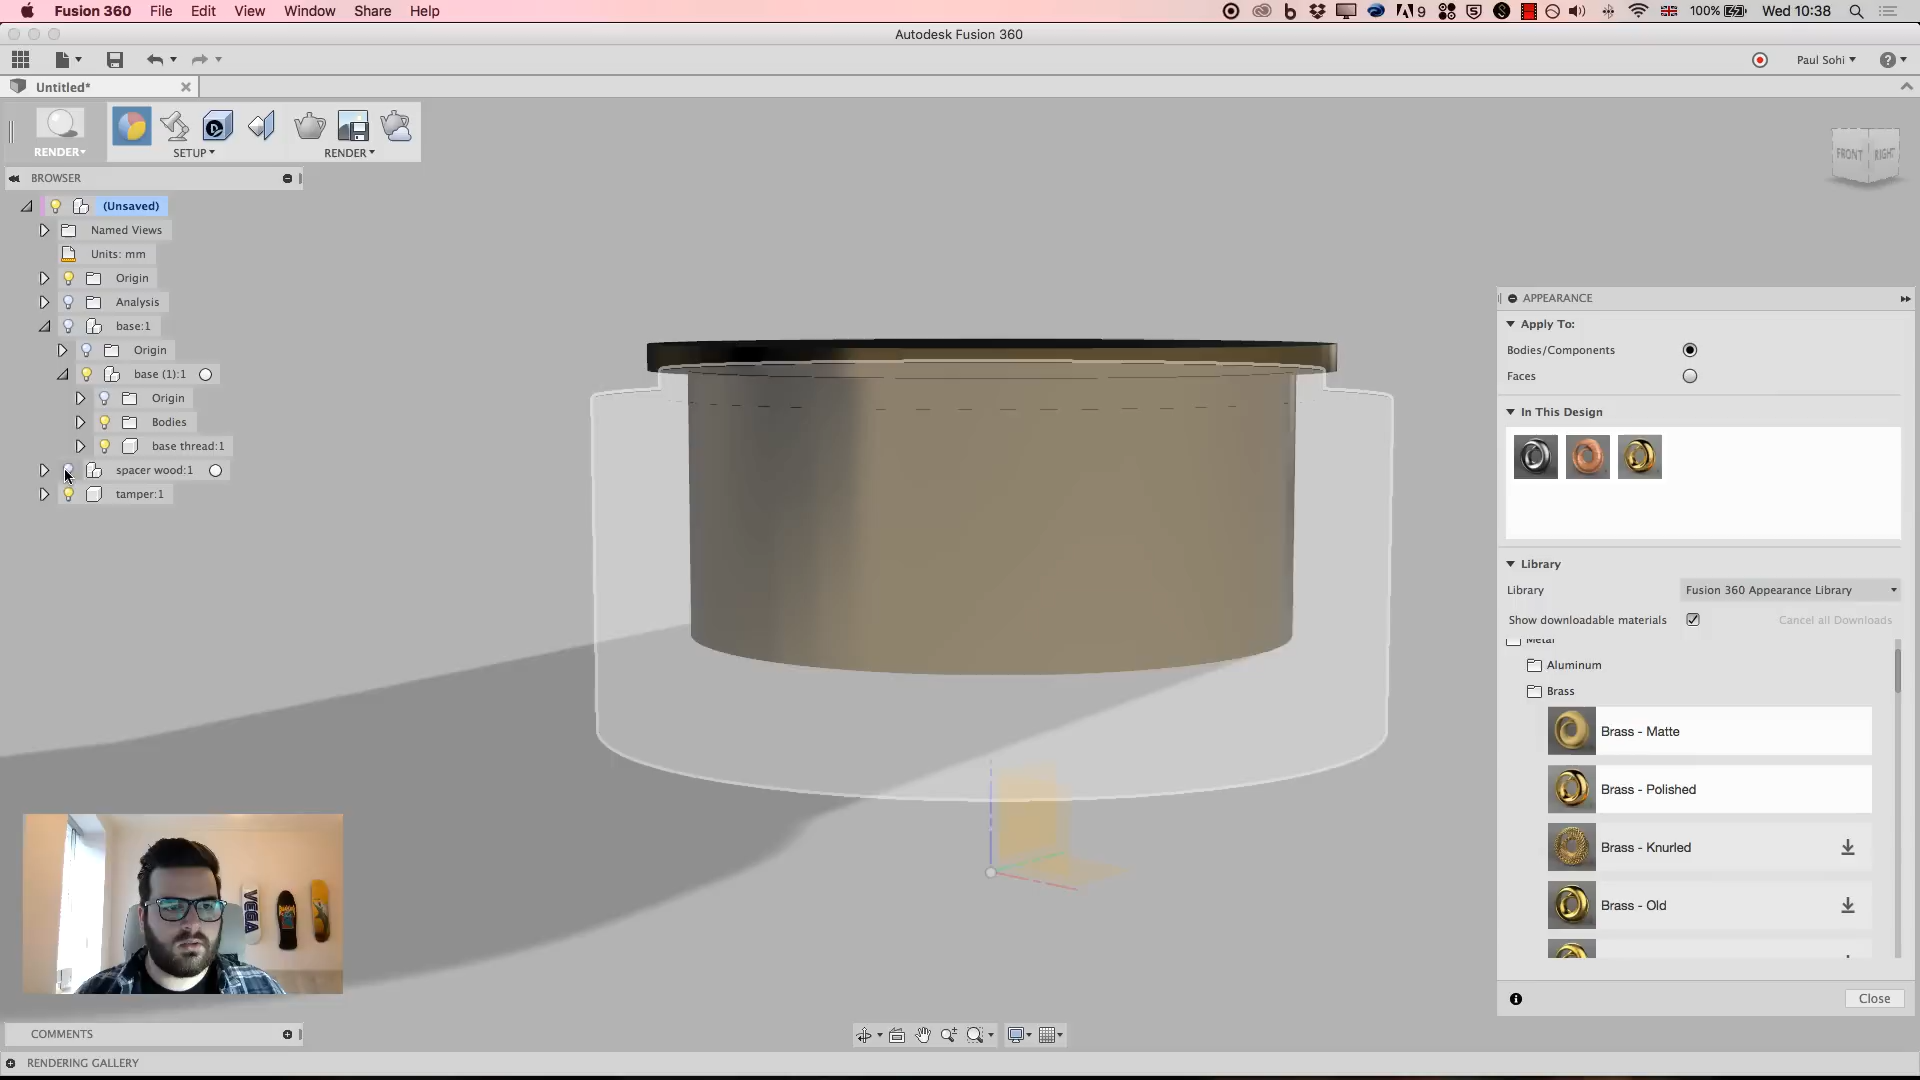 Fusion 360 File Edit View Window Share Help
9 100% Wed 10:38
Autodesk Fusion 360
Paul Sohi
Untitled*
RENDER
SETUP
RENDER
FRONT RIGHT
BROWSER
(Unsaved)
Named Views
Units: mm
Origin
Analysis
base:1
Origin
base (1):1
Origin
Bodies
base thread:1
spacer wood:1
tamper:1
APPEARANCE
Apply To:
Bodies/Components
Faces
In This Design
Library
Library Fusion 360 Appearance Library
Show downloadable materials Cancel all Downloads
Metal
Aluminum
Brass
Brass - Matte
Brass - Polished
Brass - Knurled
Brass - Old
Close
VEGA
COMMENTS
RENDERING GALLERY